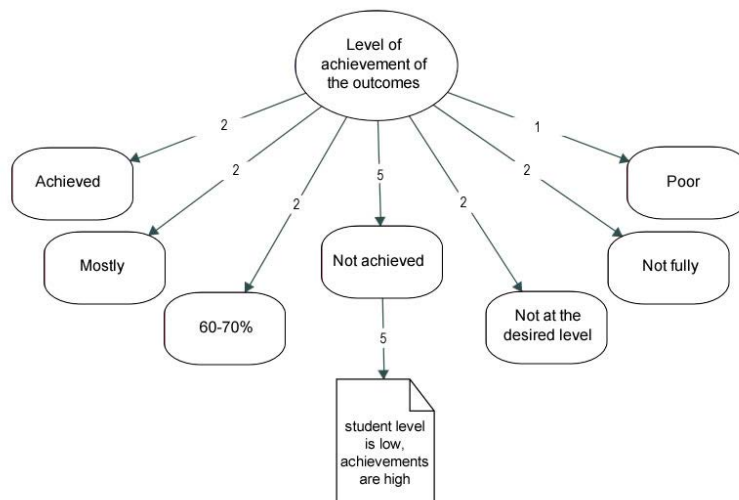 Level of
achievement of
the outcomes
2
2
2
5
2
2
1
Achieved
Mostly
60-70%
Not achieved
Not at the
desired level
Not fully
Poor
5
student level
is low,
achievements
are high